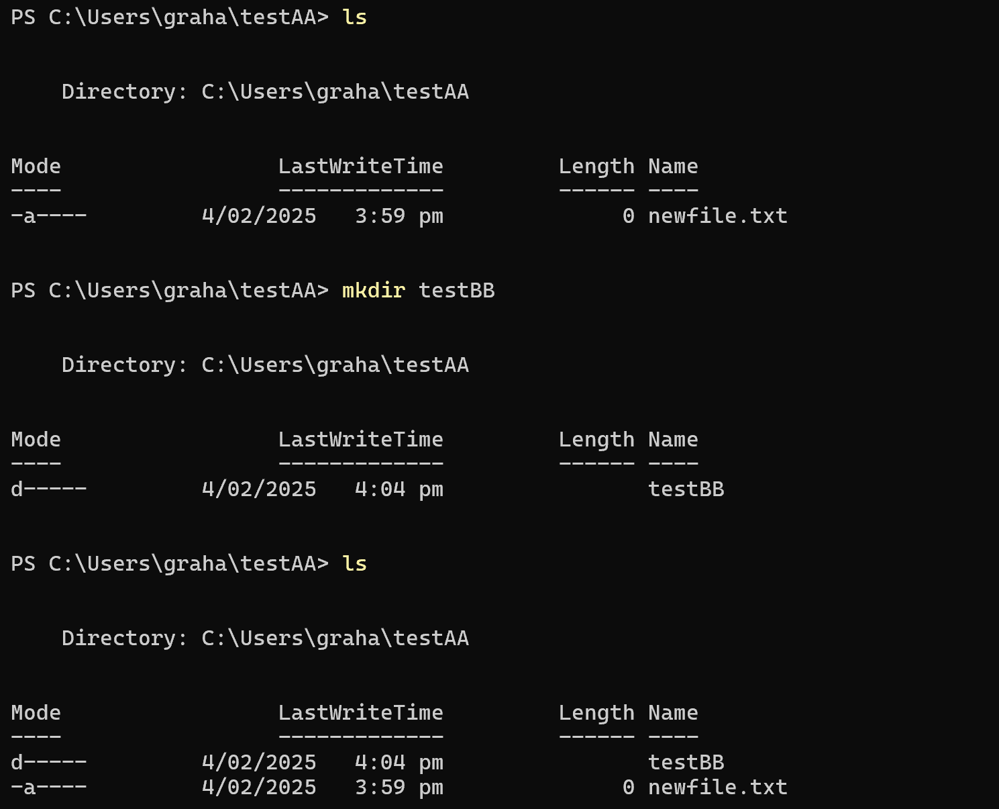 PS C:\Users\graha\testAA> ls
    Directory: C:\Users\graha\testAA
Mode                 LastWriteTime         Length Name
----                 -------------         ------ ----
-a----         4/02/2025   3:59 pm              0 newfile.txt
PS C:\Users\graha\testAA> mkdir testBB
    Directory: C:\Users\graha\testAA
Mode                 LastWriteTime         Length Name
----                 -------------         ------ ----
d-----         4/02/2025   4:04 pm                testBB
PS C:\Users\graha\testAA> ls
    Directory: C:\Users\graha\testAA
Mode                 LastWriteTime         Length Name
----                 -------------         ------ ----
d-----         4/02/2025   4:04 pm                testBB
-a----         4/02/2025   3:59 pm              0 newfile.txt